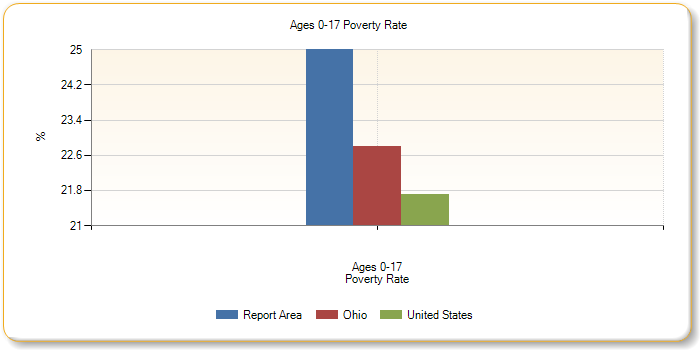 Ages 0-17 Poverty Rate
25
24.2
23.4
22.6
21.8
21
%
Ages 0-17
Poverty Rate
Report Area Ohio United States